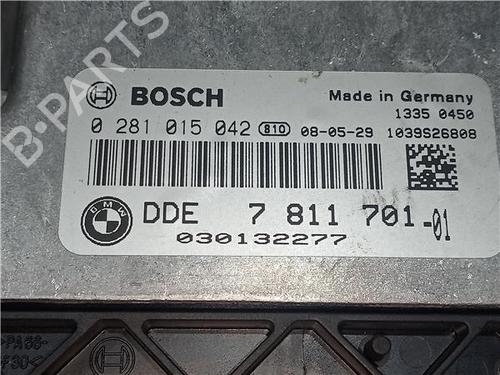 B-PARTS
BOSCH
Made in Germany
1335 0450
0 281 015 042 810 08-05-29 1039S26808
BMW DDE 7 811 701-01
030132277
>PA66-